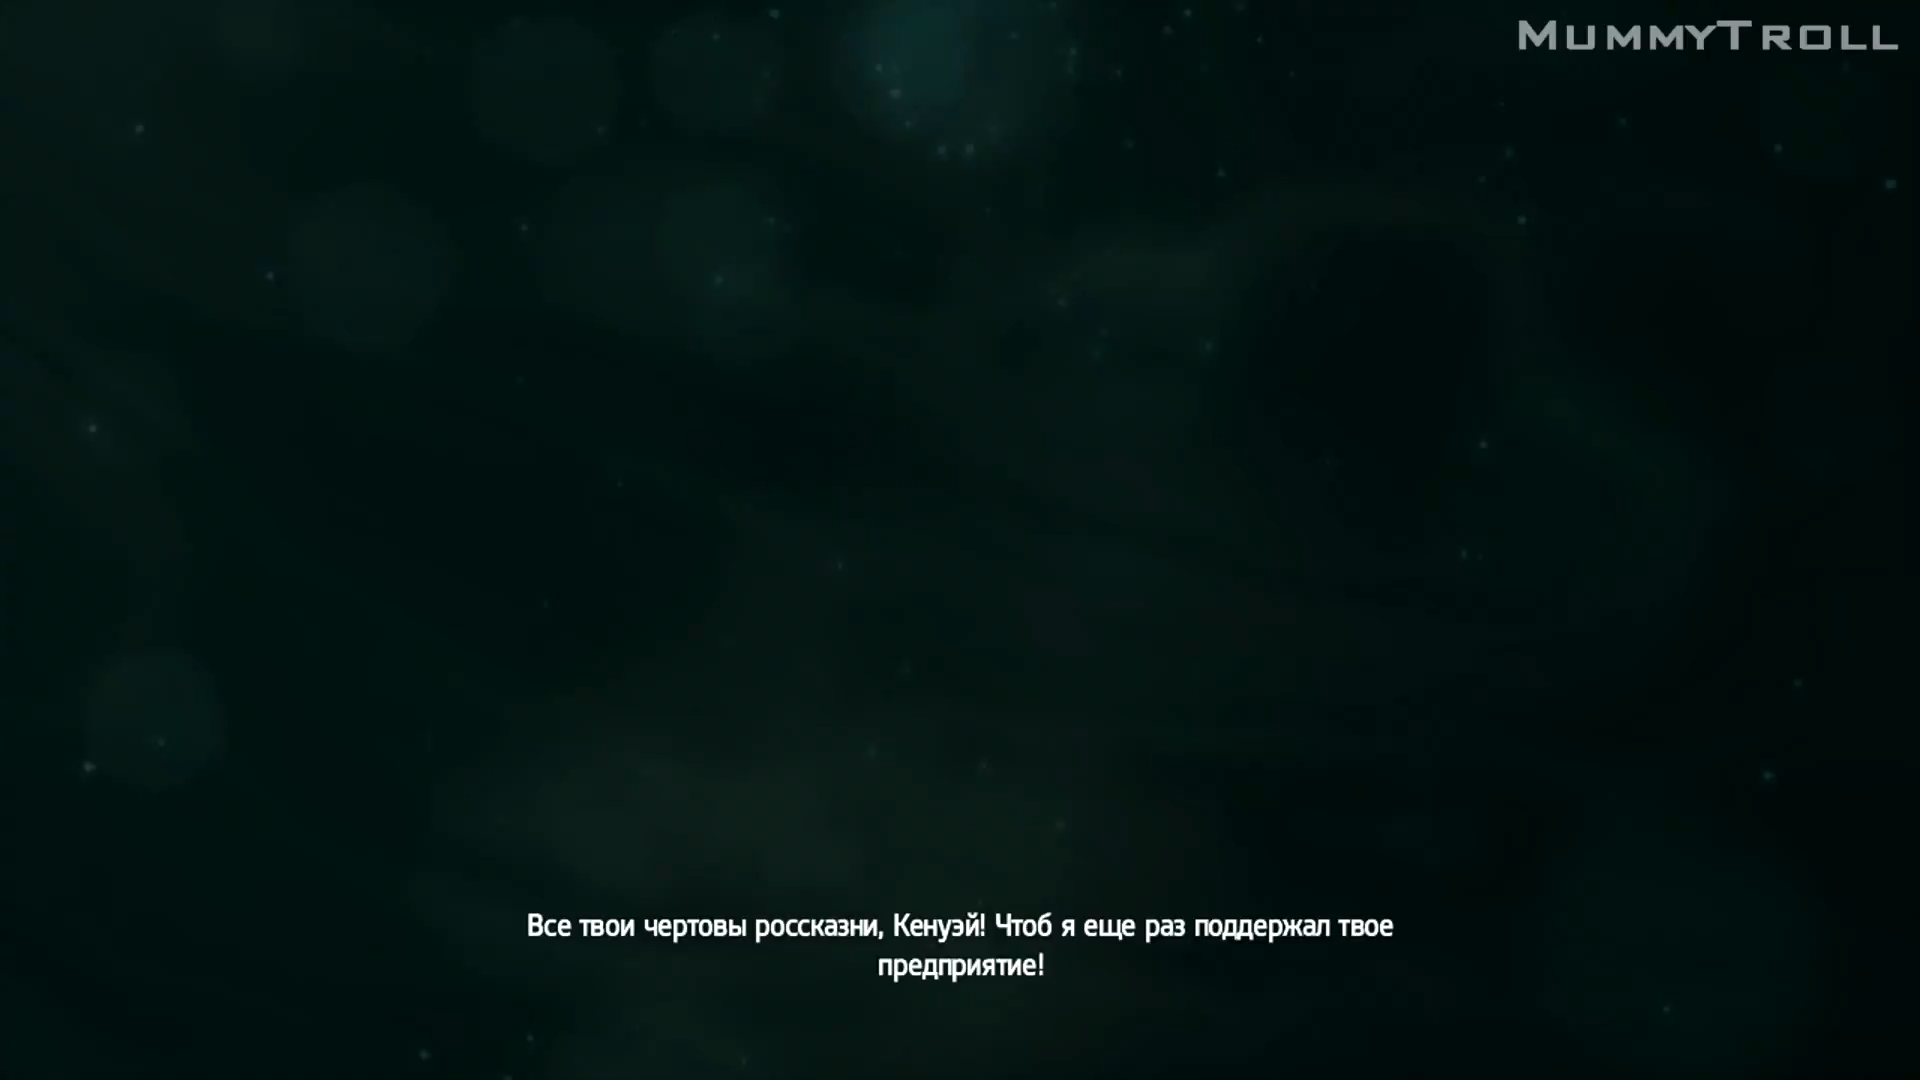 MUMMYTROLL
Все твои чертовы россказни, Кенуэй! Чтоб я еще раз поддержал твое
предприятие!